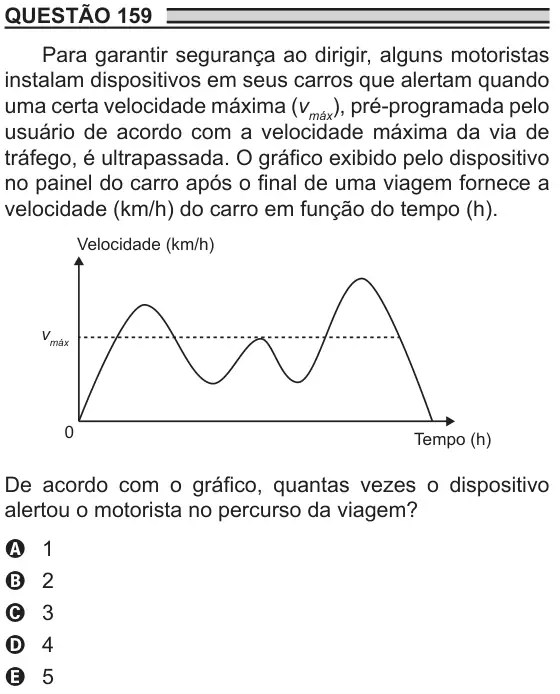 QUESTÃO 159
Para garantir segurança ao dirigir, alguns motoristas
instalam dispositivos em seus carros que alertam quando
uma certa velocidade máxima (vmáx), pré-programada pelo
usuário de acordo com a velocidade máxima da via de
tráfego, é ultrapassada. O gráfico exibido pelo dispositivo
no painel do carro após o final de uma viagem fornece a
velocidade (km/h) do carro em função do tempo (h).
Velocidade (km/h)
vmáx
0
Tempo (h)
De acordo com o gráfico, quantas vezes o dispositivo
alertou o motorista no percurso da viagem?
A 1
B 2
C 3
D 4
E 5